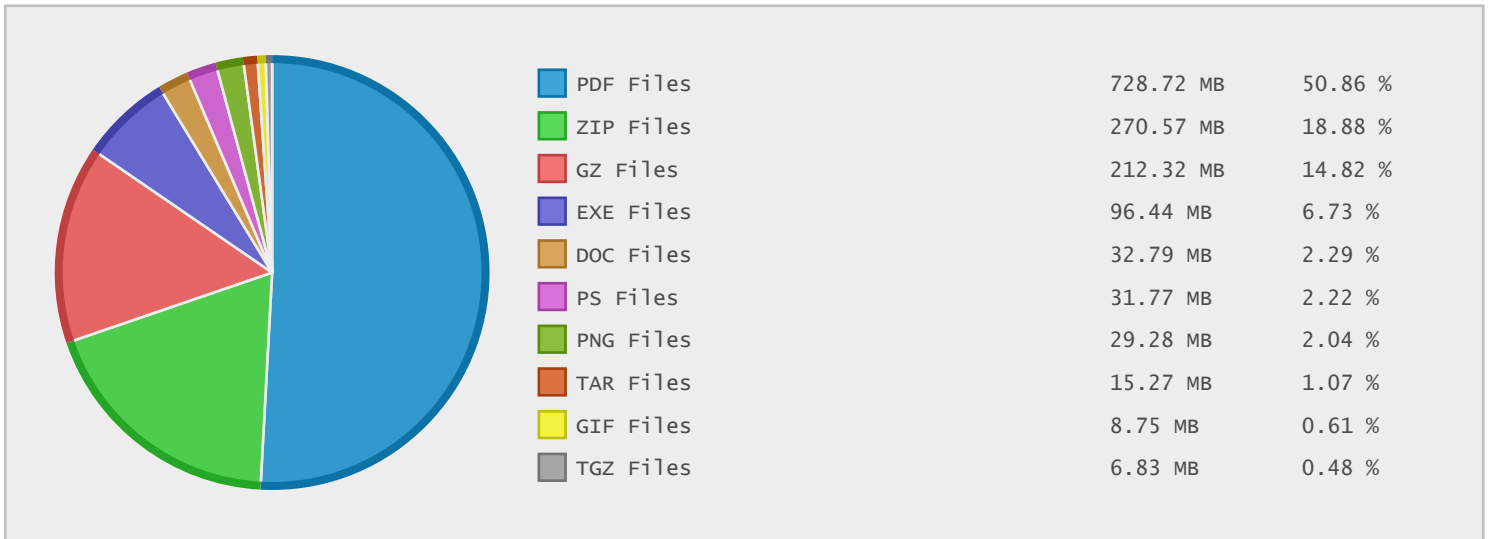 PDF Files 728.72 MB 50.86 %
ZIP Files 270.57 MB 18.88 %
GZ Files 212.32 MB 14.82 %
EXE Files 96.44 MB 6.73 %
DOC Files 32.79 MB 2.29 %
PS Files 31.77 MB 2.22 %
PNG Files 29.28 MB 2.04 %
TAR Files 15.27 MB 1.07 %
GIF Files 8.75 MB 0.61 %
TGZ Files 6.83 MB 0.48 %